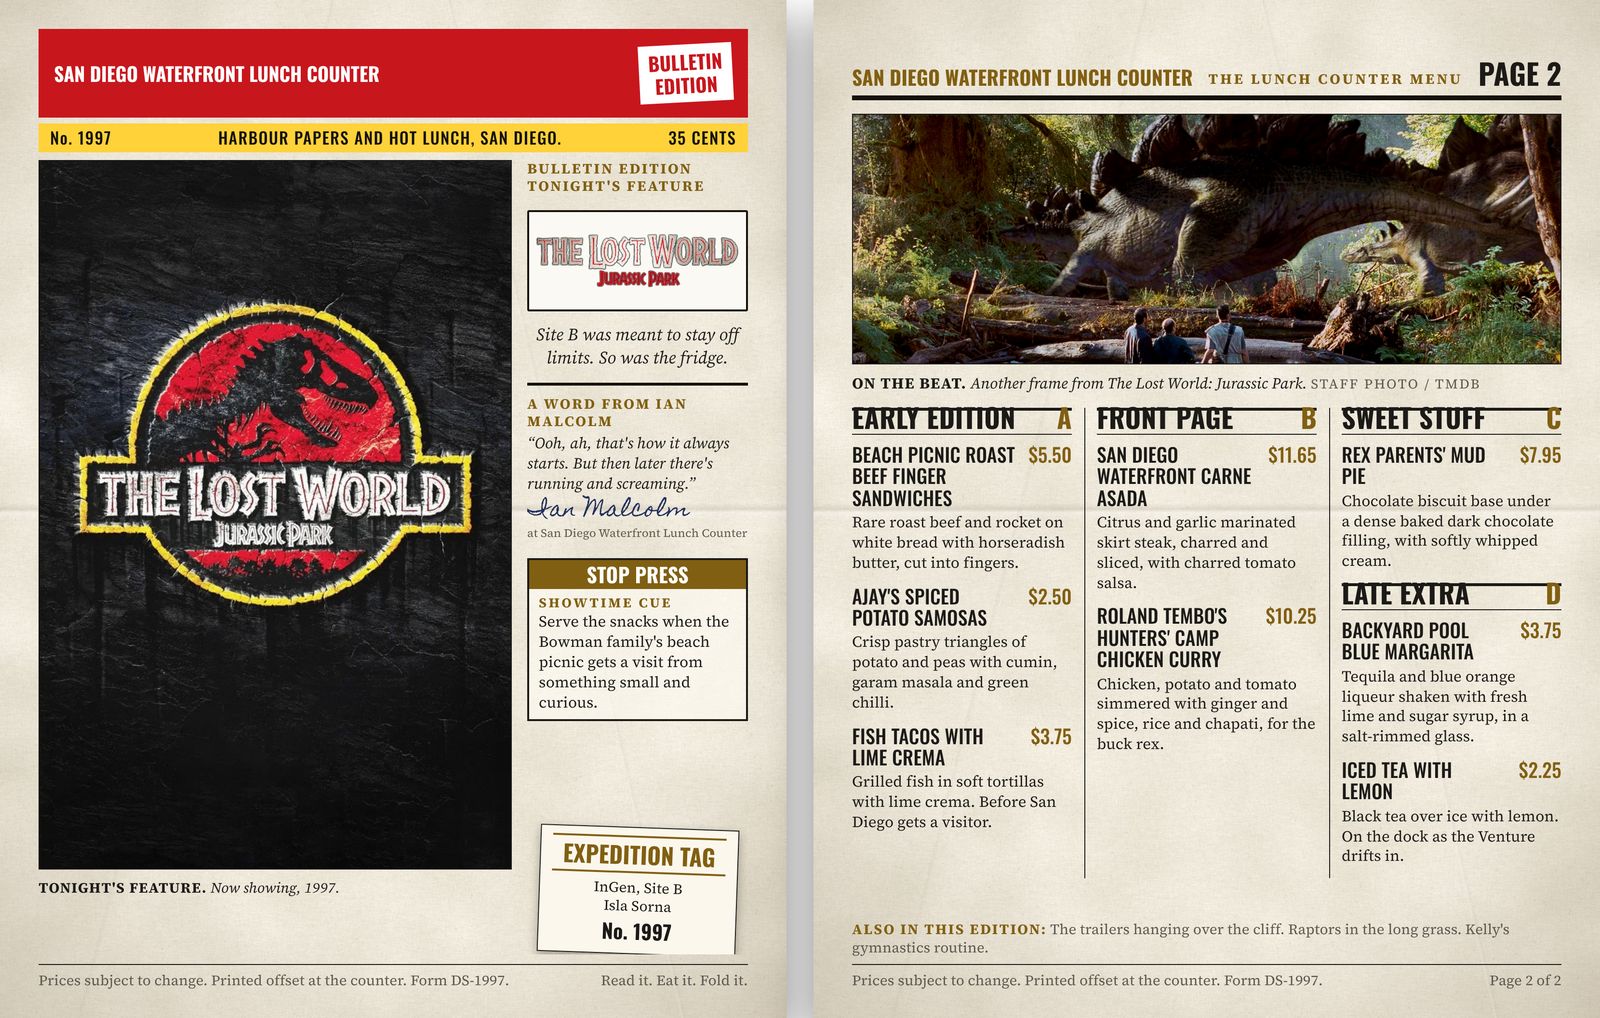 SAN DIEGO WATERFRONT LUNCH COUNTER
BULLETIN
EDITION
No. 1997
HARBOUR PAPERS AND HOT LUNCH, SAN DIEGO.
35 CENTS
THE LOST WORLD
JURASSIC PARK
TONIGHT'S FEATURE. Now showing, 1997.
BULLETIN EDITION
TONIGHT'S FEATURE
THE LOST WORLD
JURASSIC PARK
Site B was meant to stay off
limits. So was the fridge.
A WORD FROM IAN
MALCOLM
“Ooh, ah, that's how it always
starts. But then later there's
running and screaming.”
Ian Malcolm
at San Diego Waterfront Lunch Counter
STOP PRESS
SHOWTIME CUE
Serve the snacks when the
Bowman family's beach
picnic gets a visit from
something small and
curious.
EXPEDITION TAG
InGen, Site B
Isla Sorna
No. 1997
Prices subject to change. Printed offset at the counter. Form DS-1997.
Read it. Eat it. Fold it.
SAN DIEGO WATERFRONT LUNCH COUNTER
THE LUNCH COUNTER MENU
PAGE 2
ON THE BEAT. Another frame from The Lost World: Jurassic Park. STAFF PHOTO / TMDB
EARLY EDITION A
BEACH PICNIC ROAST $5.50
BEEF FINGER
SANDWICHES
Rare roast beef and rocket on
white bread with horseradish
butter, cut into fingers.
AJAY'S SPICED $2.50
POTATO SAMOSAS
Crisp pastry triangles of
potato and peas with cumin,
garam masala and green
chilli.
FISH TACOS WITH $3.75
LIME CREMA
Grilled fish in soft tortillas
with lime crema. Before San
Diego gets a visitor.
FRONT PAGE B
SAN DIEGO $11.65
WATERFRONT CARNE
ASADA
Citrus and garlic marinated
skirt steak, charred and
sliced, with charred tomato
salsa.
ROLAND TEMBO'S $10.25
HUNTERS' CAMP
CHICKEN CURRY
Chicken, potato and tomato
simmered with ginger and
spice, rice and chapati, for the
buck rex.
SWEET STUFF C
REX PARENTS' MUD $7.95
PIE
Chocolate biscuit base under
a dense baked dark chocolate
filling, with softly whipped
cream.
LATE EXTRA D
BACKYARD POOL $3.75
BLUE MARGARITA
Tequila and blue orange
liqueur shaken with fresh
lime and sugar syrup, in a
salt-rimmed glass.
ICED TEA WITH $2.25
LEMON
Black tea over ice with lemon.
On the dock as the Venture
drifts in.
ALSO IN THIS EDITION: The trailers hanging over the cliff. Raptors in the long grass. Kelly's
gymnastics routine.
Prices subject to change. Printed offset at the counter. Form DS-1997.
Page 2 of 2